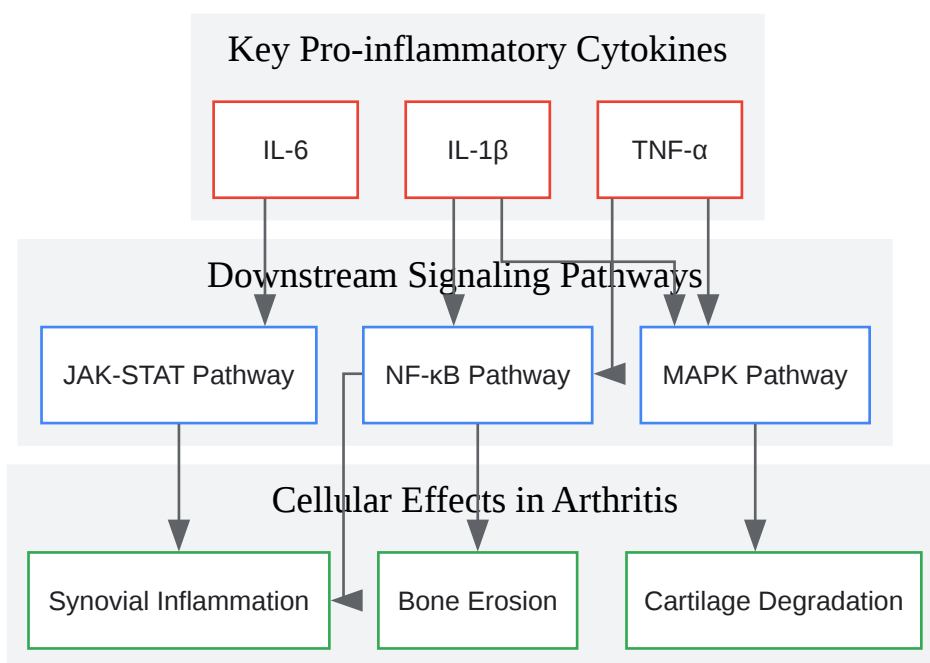 Key Pro-inflammatory Cytokines
IL-6
IL-1β
TNF-α
Downstream Signaling Pathways
JAK-STAT Pathway
NF-κB Pathway
MAPK Pathway
Cellular Effects in Arthritis
Synovial Inflammation
Bone Erosion
Cartilage Degradation